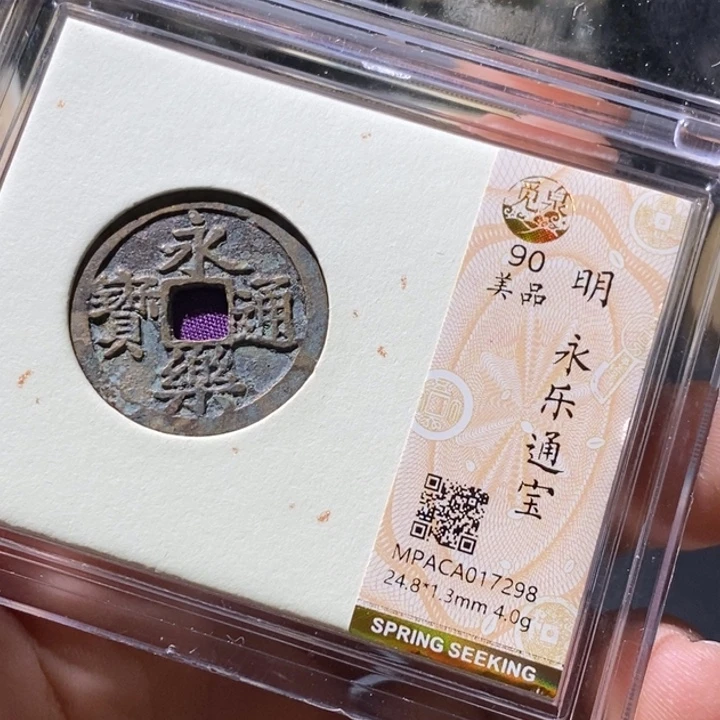 永樂通寶
觅泉
90
美品
明
永乐通宝
MPACA017298
24.8*1.3mm 4.0g
SPRING SEEKING